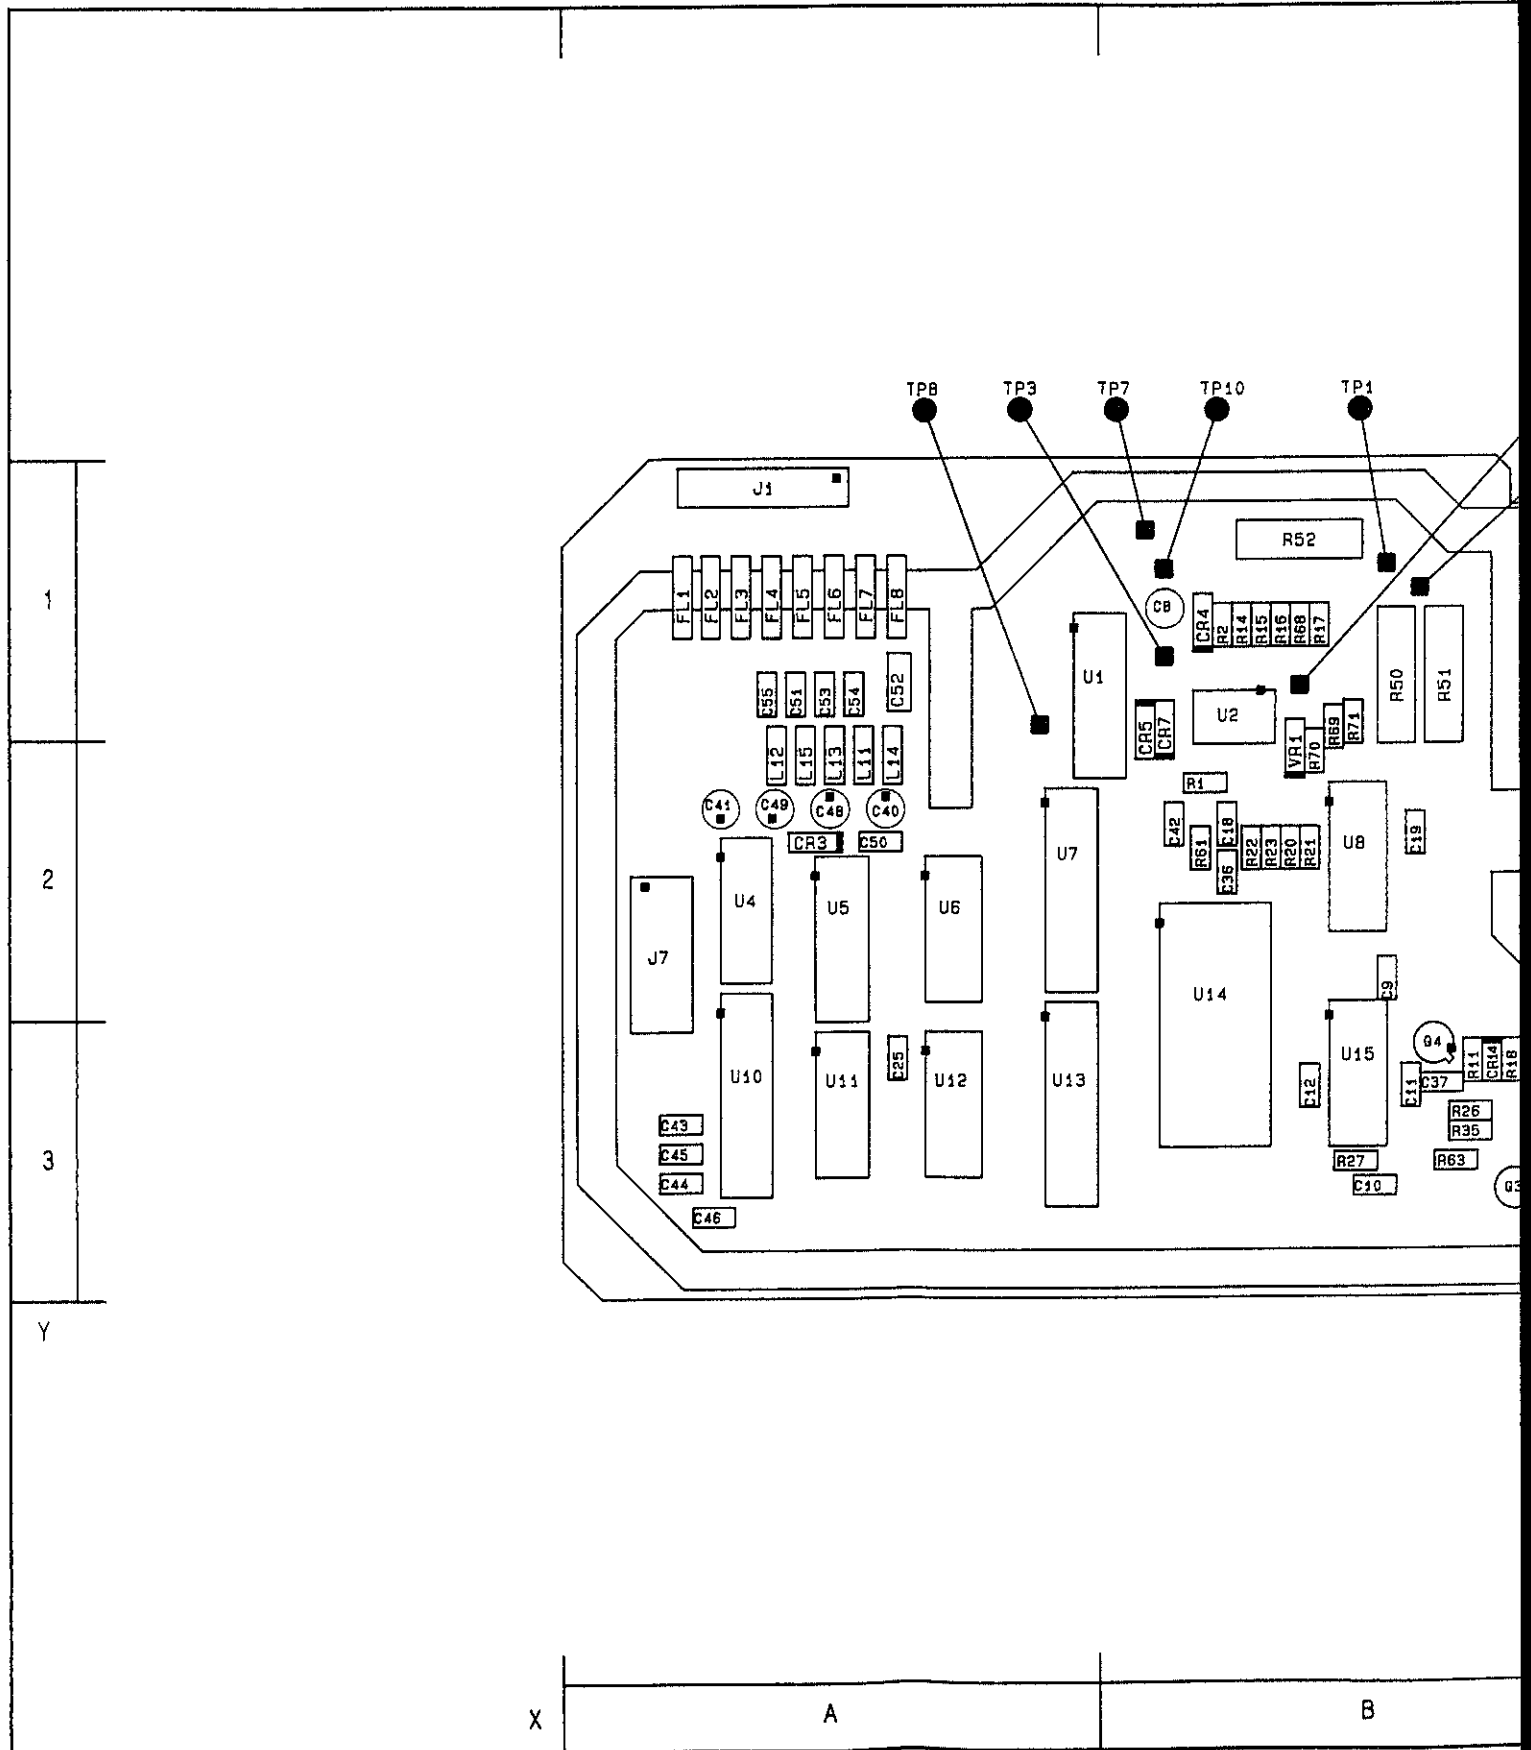 TP8 TP3 TP7 TP10 TP1
J1
R52
1
FL1 FL2 FL3 FL4 FL5 FL6 FL7 FL8
C8
CR4 R2 R14 R15 R16 R68 R17
U1
C55 C51 C53 C54 C52
R50 R51
U2
CR5 CR7
VR1 R70 R69 R71
L12 L15 L13 L11 L14
R1
C41 C49 C48 C40
C42 C18 C19
CR3 C50
R61 C36 R22 R23 R20 R21
U8
U7
2
U4 U5 U6
J7
U14
C9
Q4
U15
R11 CR14 R18
U10 U11 C25 U12 U13
C12 C11 C37
R26
C43
R35
3
C45
R27 R63
C44
C10 Q3
C46
Y
X A B